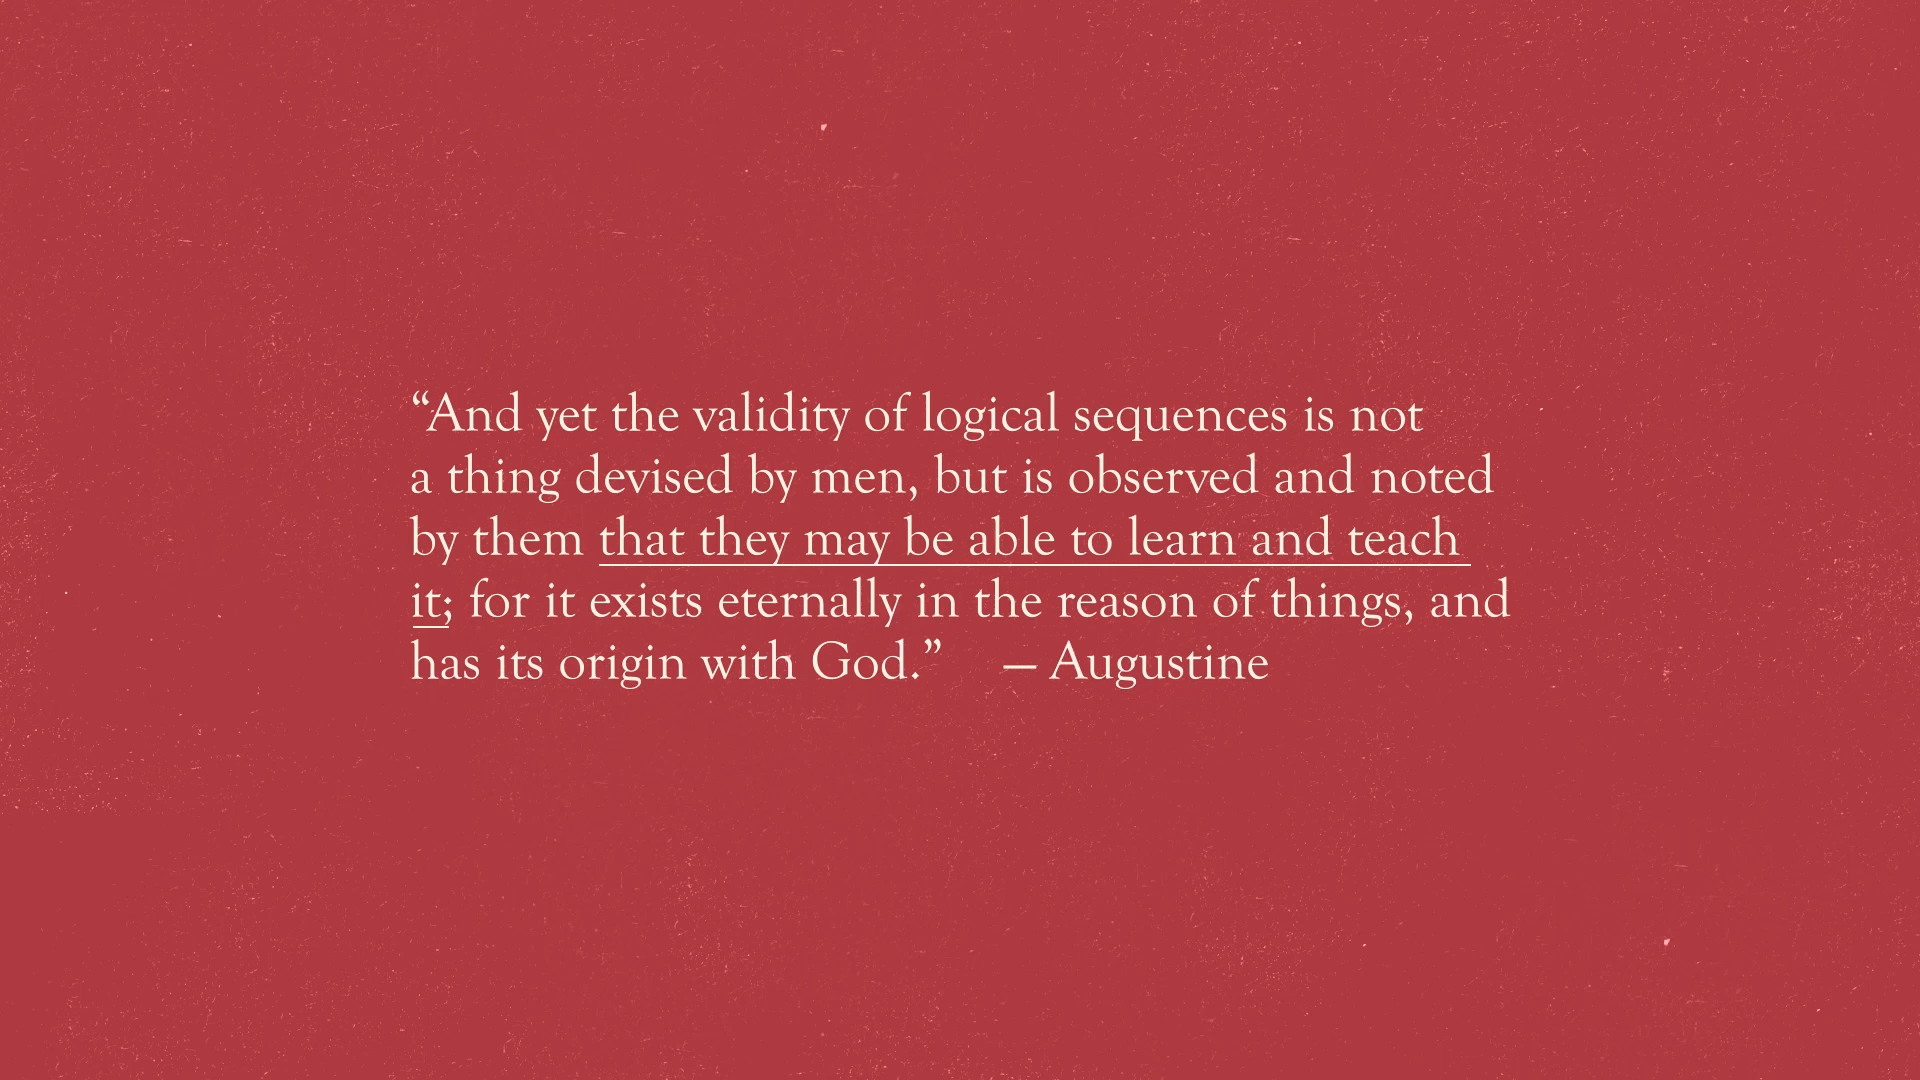 “And yet the validity of logical sequences is not
a thing devised by men, but is observed and noted
by them that they may be able to learn and teach
it; for it exists eternally in the reason of things, and
has its origin with God.” — Augustine